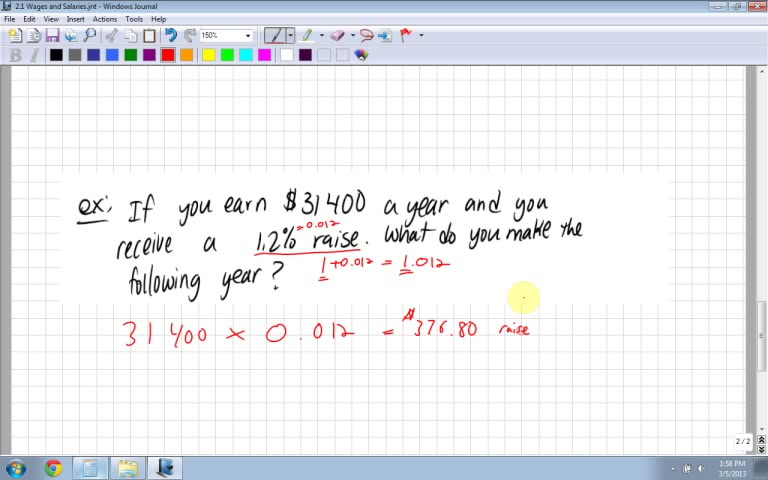 2.1 Wages and Salaries.jnt - Windows Journal
File Edit View Insert Actions Tools Help
150%
B I
ex: If you earn $31400 a year and you
= 0.012
receive a 1.2% raise. What do you make the
following year? 1 + 0.012 = 1.012
31400 × 0.012 = $376.80 raise
2/2
1:58 PM
3/5/2013